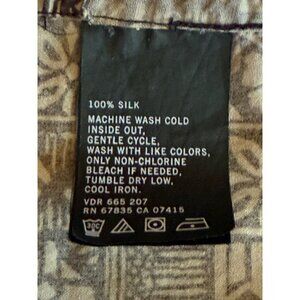 100% SILK
MACHINE WASH COLD
INSIDE OUT,
GENTLE CYCLE,
WASH WITH LIKE COLORS,
ONLY NON-CHLORINE
BLEACH IF NEEDED,
TUMBLE DRY LOW,
COOL IRON.
VDR 665 207
RN 67835 CA 07415
30C